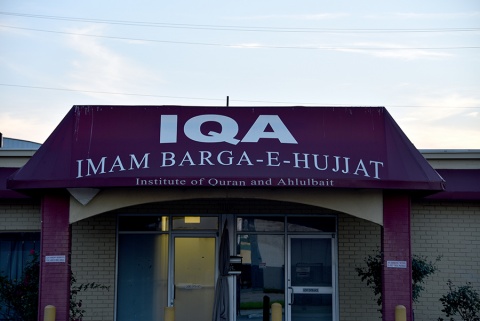 IQA
IMAM BARGA-E-HUJJAT
Institute of Quran and Ahlulbait